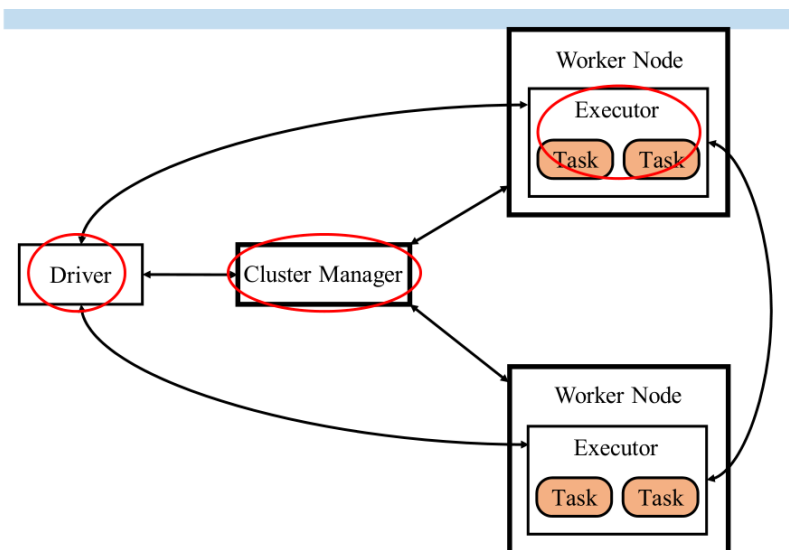 Worker Node
Executor
Task Task
Driver
Cluster Manager
Worker Node
Executor
Task Task